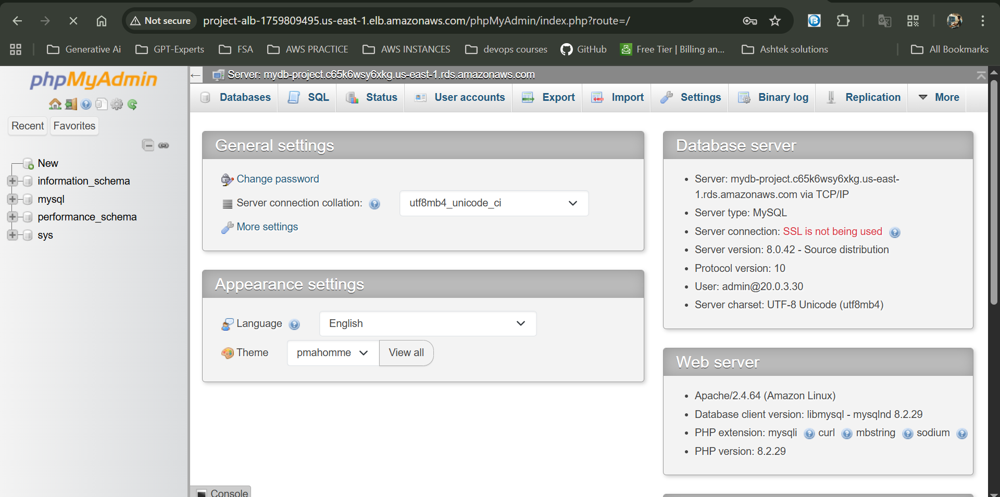 Not secure project-alb-1759809495.us-east-1.elb.amazonaws.com/phpMyAdmin/index.php?route=/
Generative Ai GPT-Experts FSA AWS PRACTICE AWS INSTANCES devops courses GitHub Free Tier | Billing an... Ashtek solutions All Bookmarks
phpMyAdmin
Recent Favorites
New
information_schema
mysql
performance_schema
sys
Server: mydb-project.c65k6wsy6xkg.us-east-1.rds.amazonaws.com
Databases SQL Status User accounts Export Import Settings Binary log Replication More
General settings
Change password
Server connection collation: utf8mb4_unicode_ci
More settings
Appearance settings
Language English
Theme pmahomme View all
Database server
Server: mydb-project.c65k6wsy6xkg.us-east-
1.rds.amazonaws.com via TCP/IP
Server type: MySQL
Server connection: SSL is not being used
Server version: 8.0.42 - Source distribution
Protocol version: 10
User: admin@20.0.3.30
Server charset: UTF-8 Unicode (utf8mb4)
Web server
Apache/2.4.64 (Amazon Linux)
Database client version: libmysql - mysqlnd 8.2.29
PHP extension: mysqli curl mbstring sodium
PHP version: 8.2.29
Console